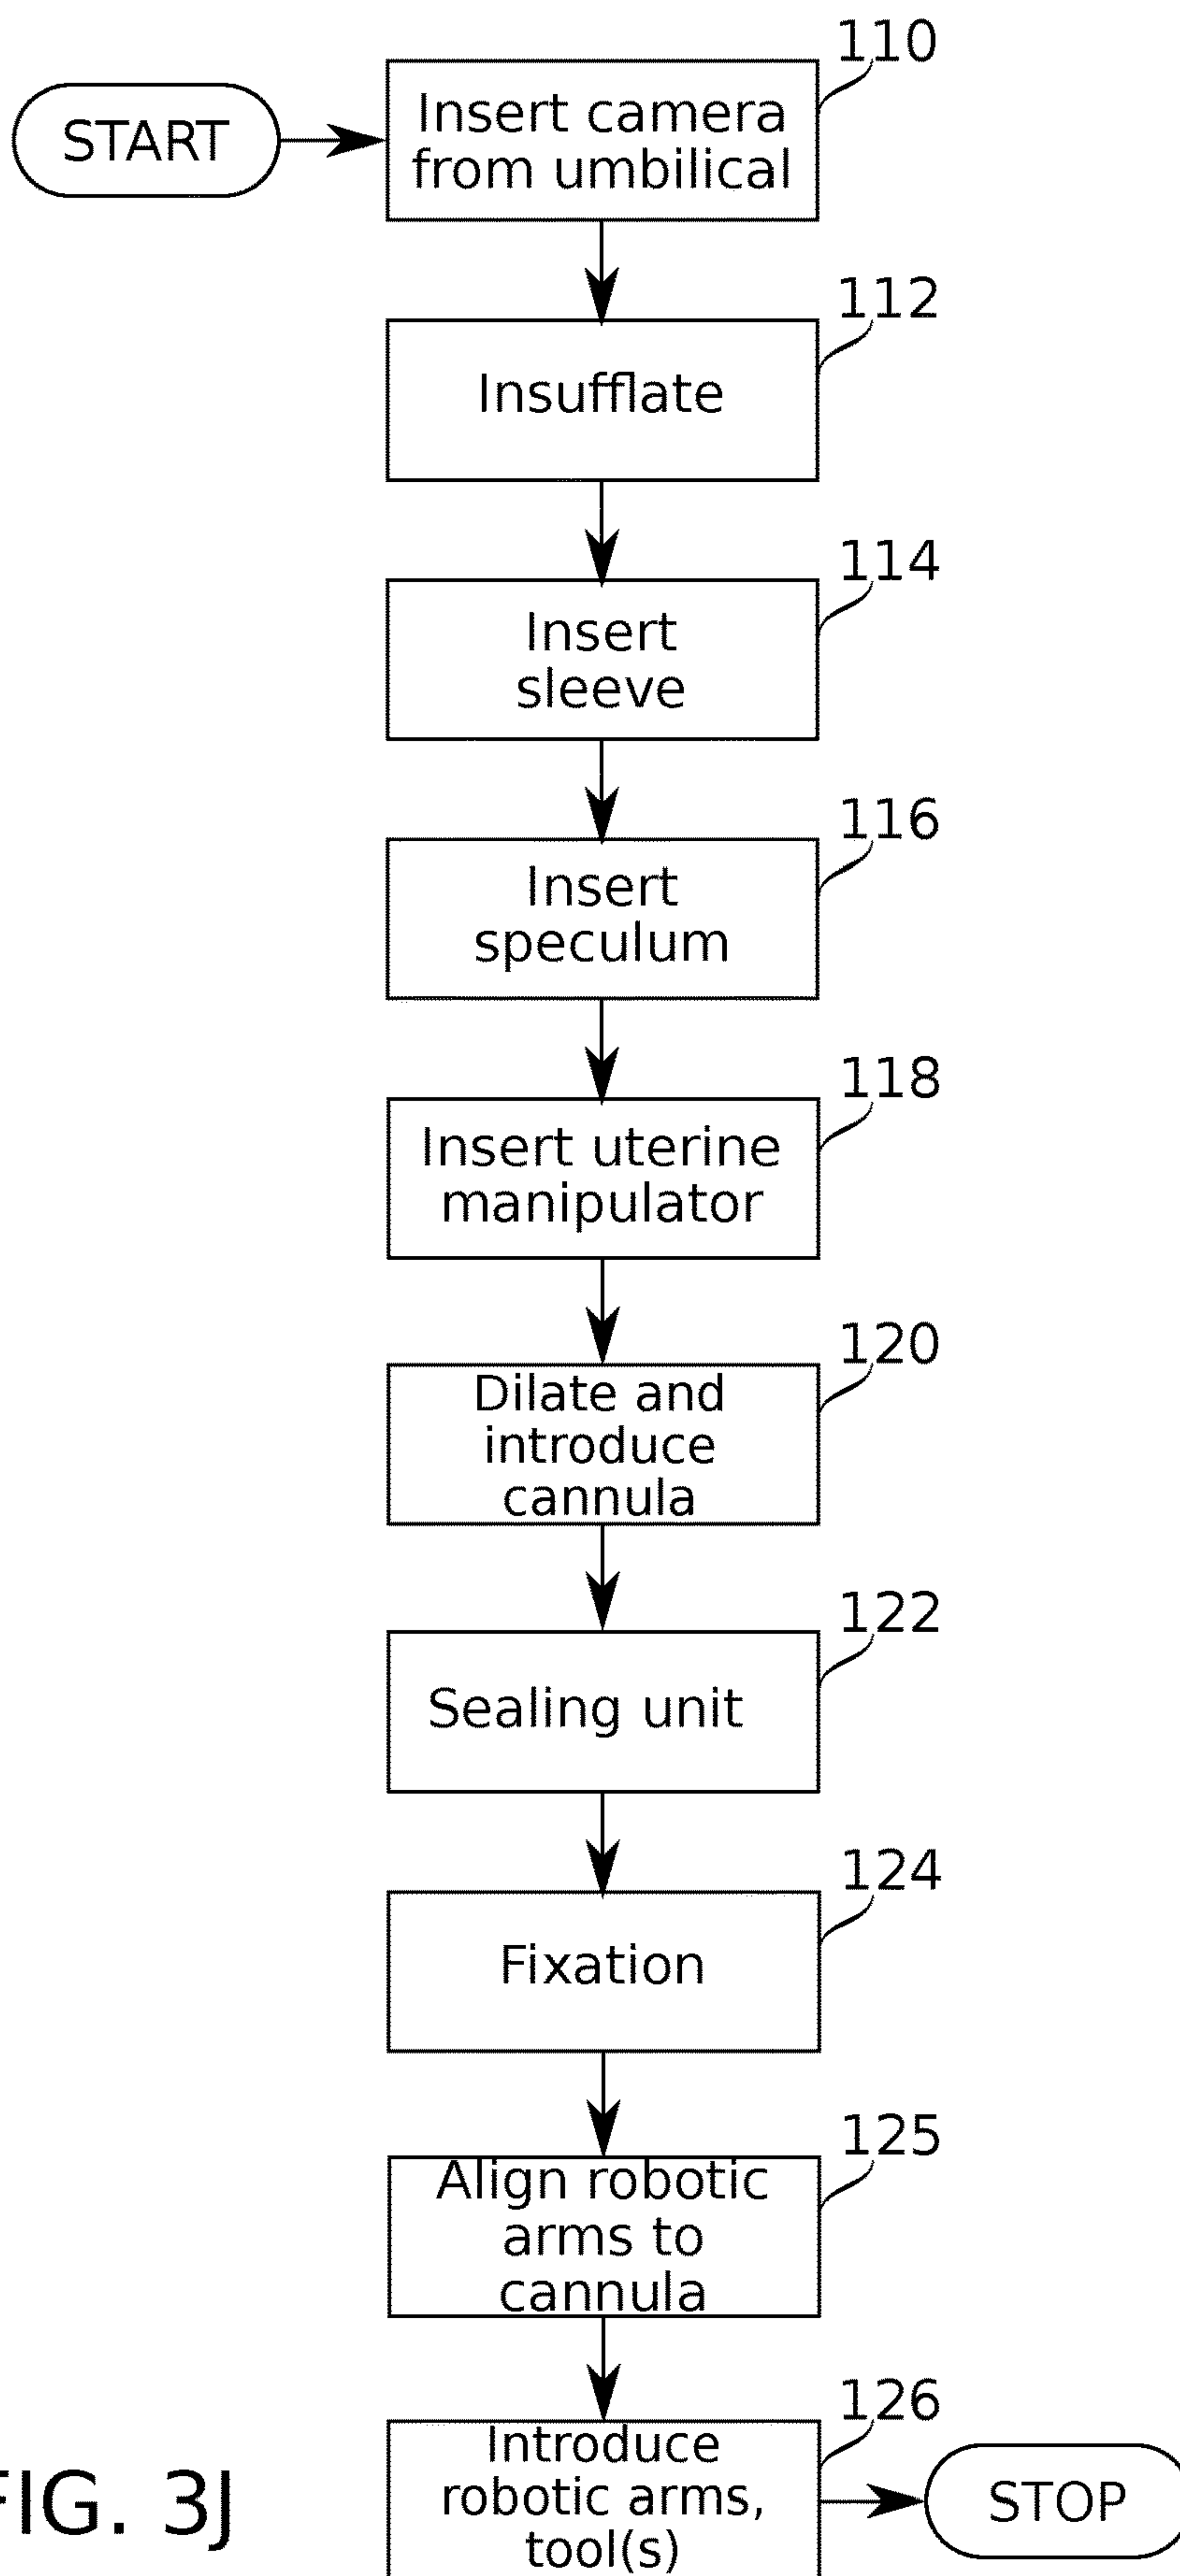 110
START
Insert camera
from umbilical
112
Insufflate
114
Insert
sleeve
116
Insert
speculum
118
Insert uterine
manipulator
120
Dilate and
introduce
cannula
122
Sealing unit
124
Fixation
125
Align robotic
arms to
cannula
126
Introduce
robotic arms,
tool(s)
STOP
FIG. 3J